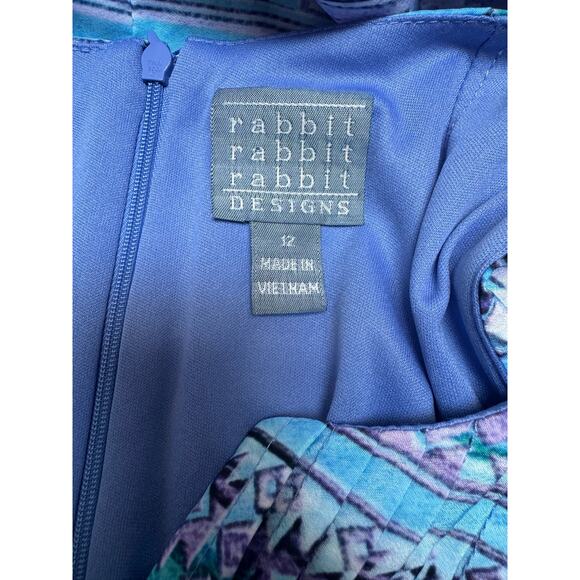 rabbit
rabbit
rabbit
DESIGNS
12
MADE IN
VIETNAM